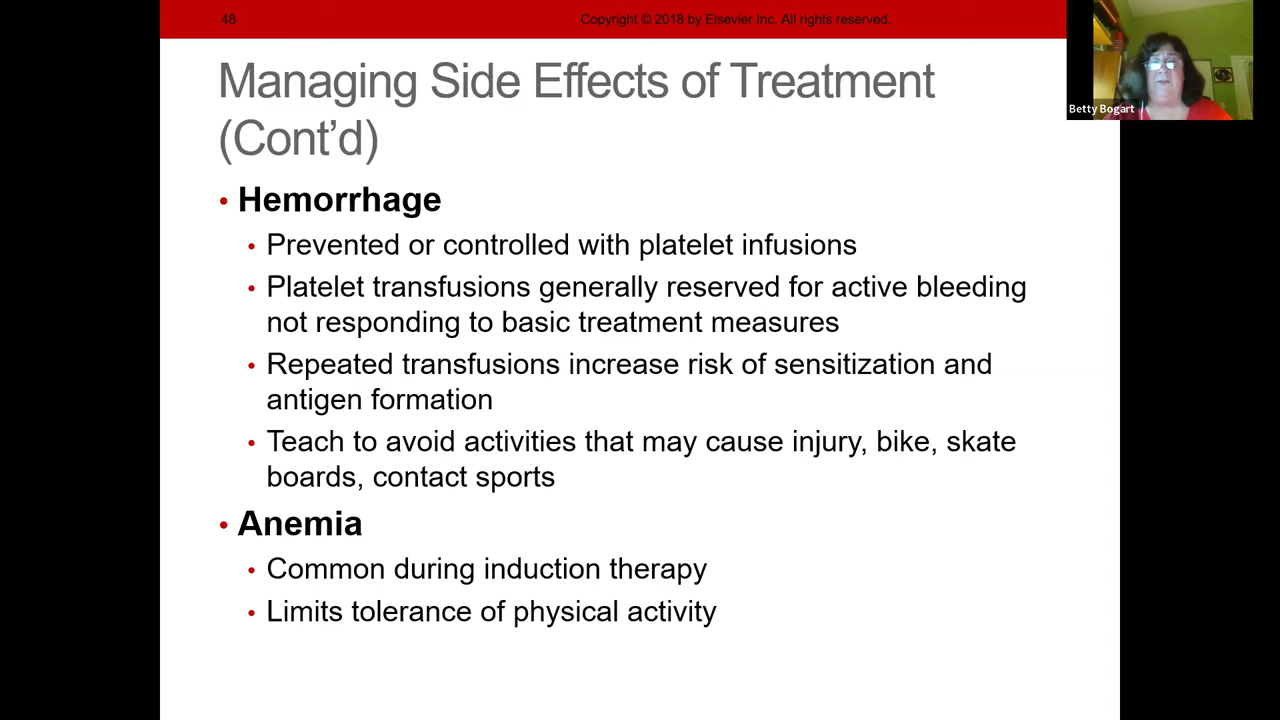 48
Copyright © 2018 by Elsevier Inc. All rights reserved.
Managing Side Effects of Treatment
(Cont’d)
• Hemorrhage
• Prevented or controlled with platelet infusions
• Platelet transfusions generally reserved for active bleeding
not responding to basic treatment measures
• Repeated transfusions increase risk of sensitization and
antigen formation
• Teach to avoid activities that may cause injury, bike, skate
boards, contact sports
• Anemia
• Common during induction therapy
• Limits tolerance of physical activity
Betty Bogart